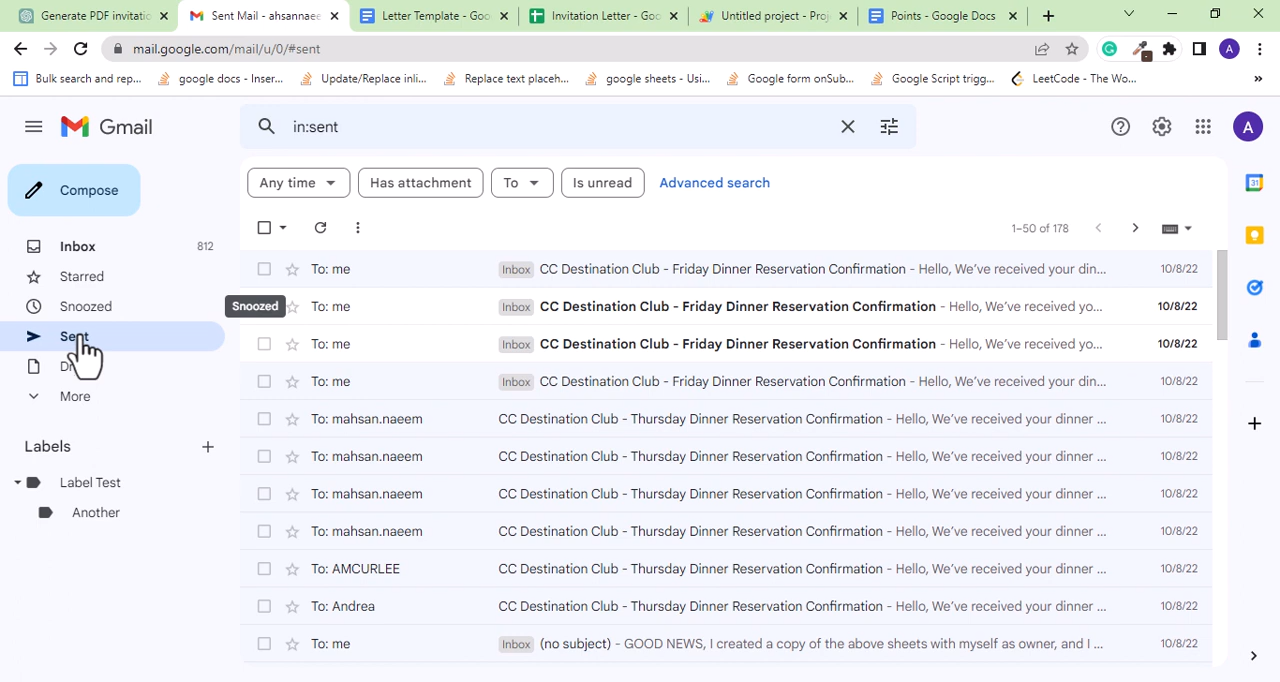 Generate PDF invitatic
Sent Mail - ahsannaee
Letter Template - Goo
Invitation Letter - Goo
Untitled project - Proj
Points - Google Docs
mail.google.com/mail/u/0/#sent
A
Bulk search and rep...
google docs - Inser...
Update/Replace inli...
Replace text placeh...
google sheets - Usi...
Google form onSub...
Google Script trigg...
LeetCode - The Wo...
»
Gmail
in:sent
A
Compose
Any time
Has attachment
To
Is unread
Advanced search
1–50 of 178
Inbox 812
Starred
Snoozed
Snoozed
Sent
More
Labels
Label Test
Another
To: me Inbox CC Destination Club - Friday Dinner Reservation Confirmation - Hello, We've received your din... 10/8/22
To: me Inbox CC Destination Club - Friday Dinner Reservation Confirmation - Hello, We've received yo... 10/8/22
To: me Inbox CC Destination Club - Friday Dinner Reservation Confirmation - Hello, We've received yo... 10/8/22
To: me Inbox CC Destination Club - Friday Dinner Reservation Confirmation - Hello, We've received your din... 10/8/22
To: mahsan.naeem CC Destination Club - Thursday Dinner Reservation Confirmation - Hello, We've received your dinner ... 10/8/22
To: mahsan.naeem CC Destination Club - Thursday Dinner Reservation Confirmation - Hello, We've received your dinner ... 10/8/22
To: mahsan.naeem CC Destination Club - Thursday Dinner Reservation Confirmation - Hello, We've received your dinner ... 10/8/22
To: mahsan.naeem CC Destination Club - Thursday Dinner Reservation Confirmation - Hello, We've received your dinner ... 10/8/22
To: AMCURLEE CC Destination Club - Thursday Dinner Reservation Confirmation - Hello, We've received your dinner ... 10/8/22
To: Andrea CC Destination Club - Thursday Dinner Reservation Confirmation - Hello, We've received your dinner ... 10/8/22
To: me Inbox (no subject) - GOOD NEWS, I created a copy of the above sheets with myself as owner, and I ... 10/8/22